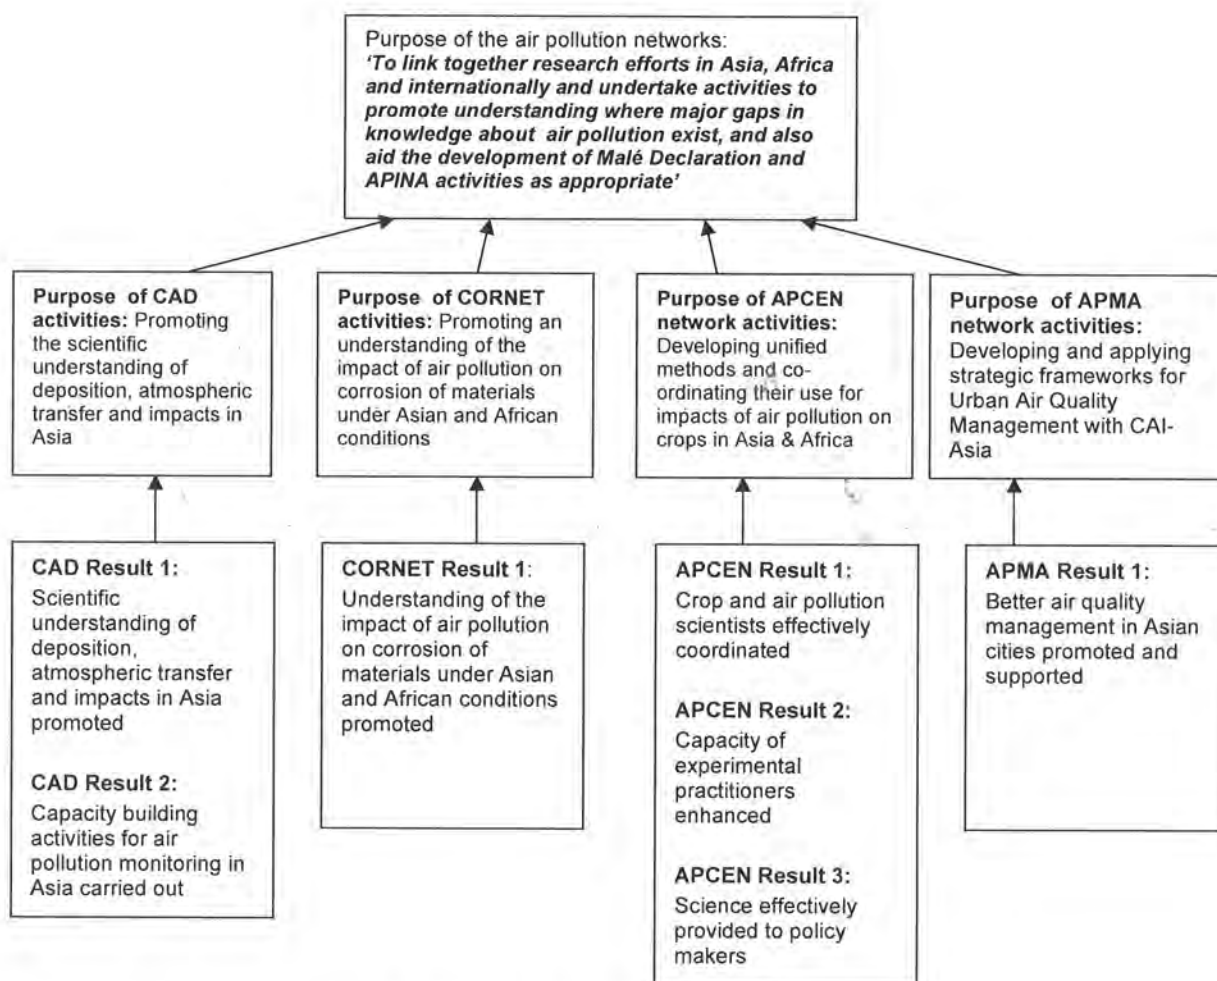 Purpose of the air pollution networks:
'To link together research efforts in Asia, Africa
and internationally and undertake activities to
promote understanding where major gaps in
knowledge about air pollution exist, and also
aid the development of Malé Declaration and
APINA activities as appropriate'
Purpose of CAD
activities: Promoting
the scientific
understanding of
deposition, atmospheric
transfer and impacts in
Asia
Purpose of CORNET
activities: Promoting an
understanding of the
impact of air pollution on
corrosion of materials
under Asian and African
conditions
Purpose of APCEN
network activities:
Developing unified
methods and co-
ordinating their use for
impacts of air pollution on
crops in Asia & Africa
Purpose of APMA
network activities:
Developing and applying
strategic frameworks for
Urban Air Quality
Management with CAI-
Asia
CAD Result 1:
Scientific
understanding of
deposition,
atmospheric transfer
and impacts in Asia
promoted
CAD Result 2:
Capacity building
activities for air
pollution monitoring in
Asia carried out
CORNET Result 1:
Understanding of the
impact of air pollution
on corrosion of
materials under Asian
and African conditions
promoted
APCEN Result 1:
Crop and air pollution
scientists effectively
coordinated
APCEN Result 2:
Capacity of
experimental
practitioners
enhanced
APCEN Result 3:
Science effectively
provided to policy
makers
APMA Result 1:
Better air quality
management in Asian
cities promoted and
supported